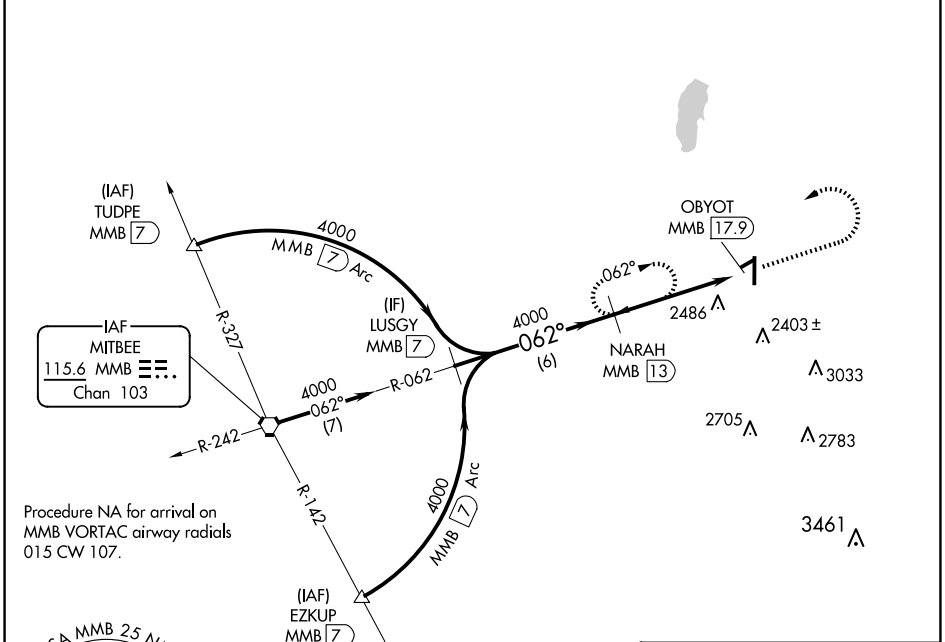 (IAF)
TUDPE
MMB 7
4000
MMB 7 Arc
R-327
OBYOT
MMB 17.9
062°
2486
2403 ±
(IF)
LUSGY
MMB 7
4000
062°
(6)
NARAH
MMB 13
3033
IAF
MITBEE
115.6 MMB
Chan 103
4000
062°
(7)
R-062
R-242
2705
2783
R-142
4000
MMB 7 Arc
Procedure NA for arrival on
MMB VORTAC airway radials
015 CW 107.
3461
(IAF)
EZKUP
MMB 7
MMB 25